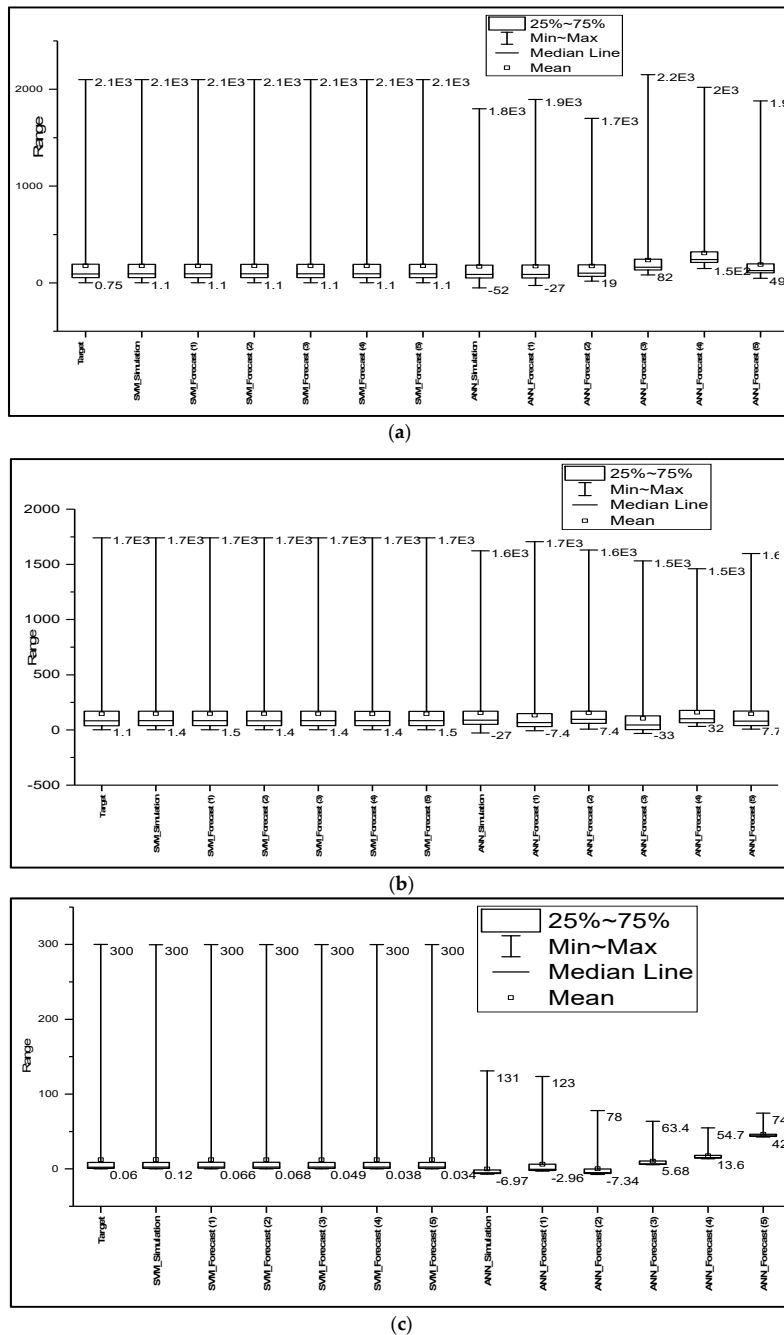 25%~75%
Min~Max
Median Line
Mean
Range
2000
1000
0
2.1E3 2.1E3 2.1E3 2.1E3 2.1E3 2.1E3 2.1E3 1.8E3 1.9E3 1.7E3 2.2E3 2E3 1.9
0.75 1.1 1.1 1.1 1.1 1.1 1.1 -52 -27 19 82 1.5E2 49
Target
SVM_Simulation
SVM_Forecast (1)
SVM_Forecast (2)
SVM_Forecast (3)
SVM_Forecast (4)
SVM_Forecast (5)
ANN_Simulation
ANN_Forecast (1)
ANN_Forecast (2)
ANN_Forecast (3)
ANN_Forecast (4)
ANN_Forecast (5)
(a)
25%~75%
Min~Max
Median Line
Mean
Range
2000
1500
1000
500
0
-500
1.7E3 1.7E3 1.7E3 1.7E3 1.7E3 1.7E3 1.7E3 1.6E3 1.7E3 1.6E3 1.5E3 1.5E3 1.6
1.1 1.4 1.5 1.4 1.4 1.4 1.5 -27 -7.4 7.4 -33 32 7.7
Target
SVM_Simulation
SVM_Forecast (1)
SVM_Forecast (2)
SVM_Forecast (3)
SVM_Forecast (4)
SVM_Forecast (5)
ANN_Simulation
ANN_Forecast (1)
ANN_Forecast (2)
ANN_Forecast (3)
ANN_Forecast (4)
ANN_Forecast (5)
(b)
25%~75%
Min~Max
Median Line
Mean
Range
300
200
100
0
300 300 300 300 300 300 300 131 123 78 63.4 54.7 74
0.06 0.12 0.066 0.068 0.049 0.038 0.034 -6.97 -2.96 -7.34 5.68 13.6 42
Target
SVM_Simulation
SVM_Forecast (1)
SVM_Forecast (2)
SVM_Forecast (3)
SVM_Forecast (4)
SVM_Forecast (5)
ANN_Simulation
ANN_Forecast (1)
ANN_Forecast (2)
ANN_Forecast (3)
ANN_Forecast (4)
ANN_Forecast (5)
(c)